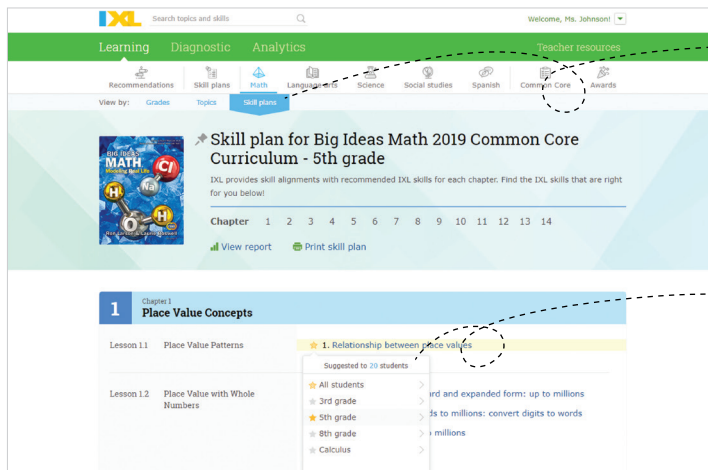 IXL Search topics and skills Welcome, Ms. Johnson!
Learning Diagnostic Analytics Teacher resources
Recommendations Skill plans Math Language arts Science Social studies Spanish Common Core Awards
View by: Grades Topics Skill plans
BIG IDEAS
MATH
Modeling Real Life
Cl
Na
H
O
H
Skill plan for Big Ideas Math 2019 Common Core
Curriculum - 5th grade
IXL provides skill alignments with recommended IXL skills for each chapter. Find the IXL skills that are right
for you below!
Chapter 1 2 3 4 5 6 7 8 9 10 11 12 13 14
View report Print skill plan
1 Chapter 1
Place Value Concepts
Lesson 1.1 Place Value Patterns 1. Relationship between place values
Suggested to 20 students
All students
3rd grade
5th grade
8th grade
Calculus
Lesson 1.2 Place Value with Whole
Numbers
rd and expanded form: up to millions
ds to millions: convert digits to words
millions